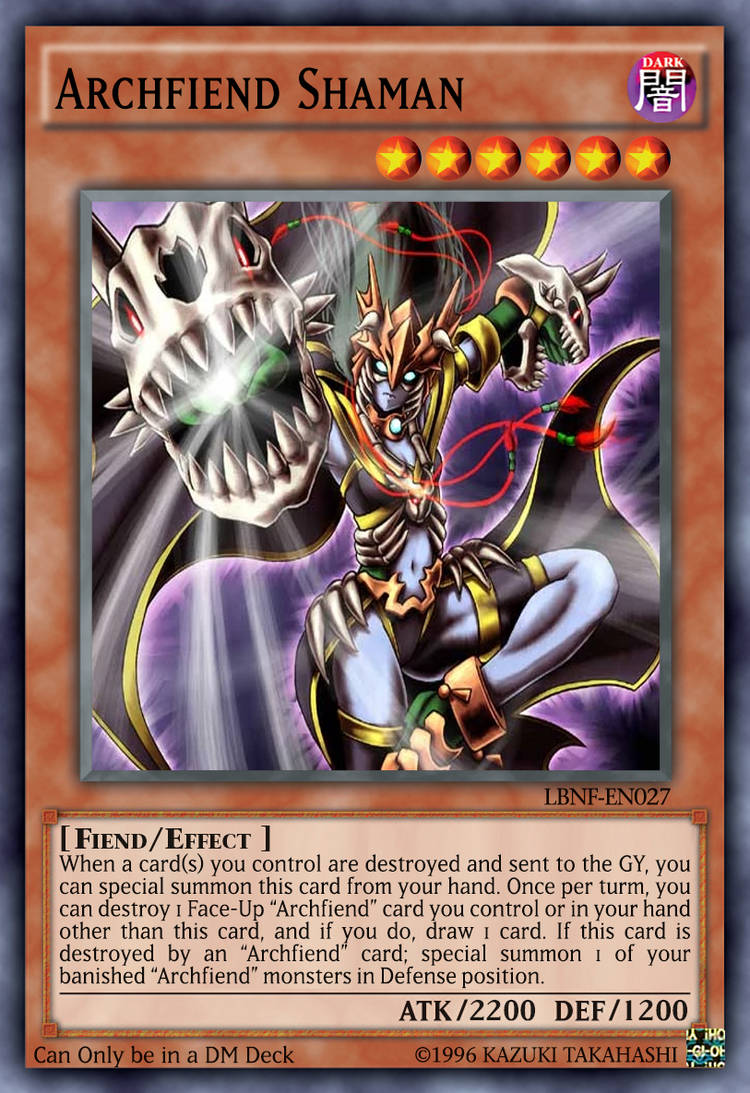 Archfiend Shaman
DARK
闇
LBNF-EN027
[ Fiend/Effect ]
When a card(s) you control are destroyed and sent to the GY, you
can special summon this card from your hand. Once per turn, you
can destroy 1 Face-Up “Archfiend” card you control or in your hand
other than this card, and if you do, draw 1 card. If this card is
destroyed by an “Archfiend” card; special summon 1 of your
banished “Archfiend” monsters in Defense position.
ATK/2200 DEF/1200
Can Only be in a DM Deck
©1996 KAZUKI TAKAHASHI